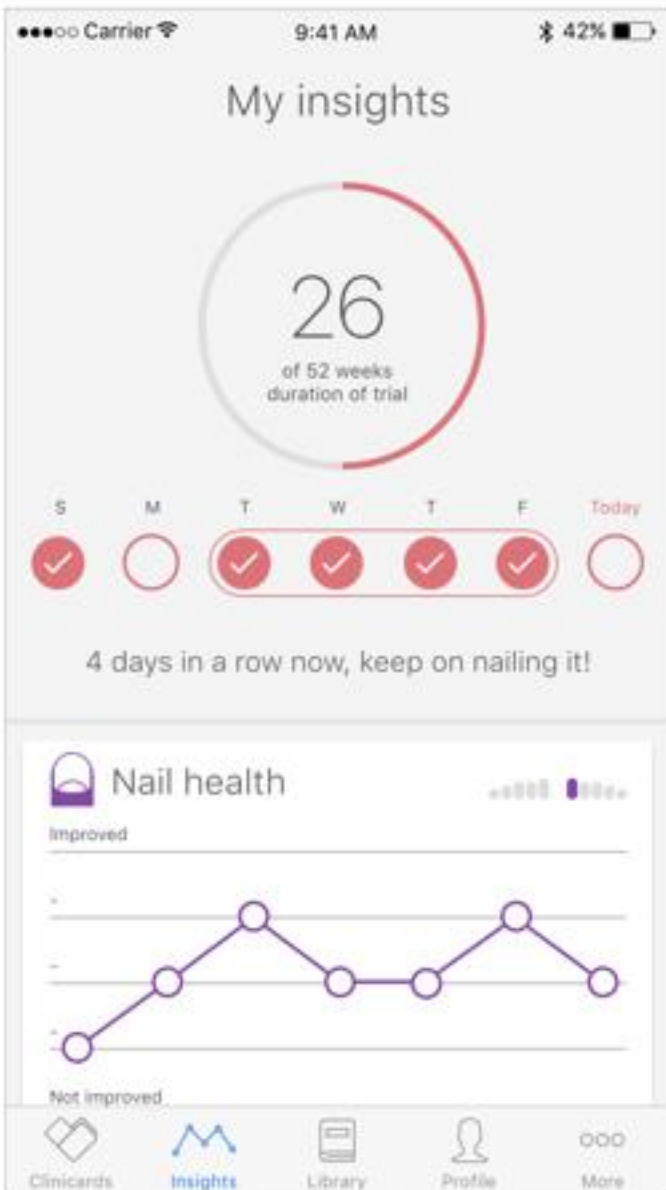 Carrier 9:41 AM 42%
My insights
26
of 52 weeks
duration of trial
S M T W T F Today
4 days in a row now, keep on nailing it!
Nail health
Improved
-
-
-
Not improved
Clinicards Insights Library Profile More